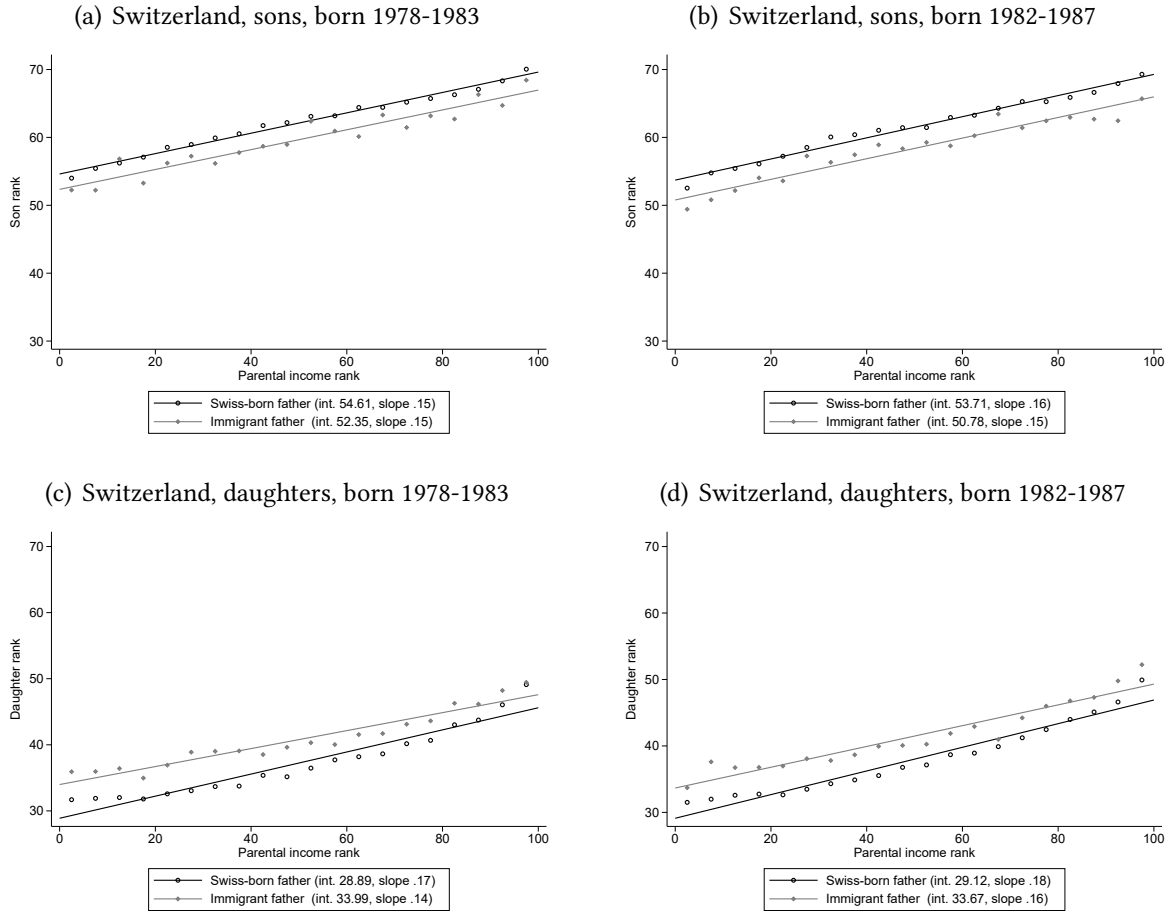 (a) Switzerland, sons, born 1978-1983
70
60
50
40
30
Son rank
0 20 40 60 80 100
Parental income rank
Swiss-born father (int. 54.61, slope .15)
Immigrant father (int. 52.35, slope .15)
(b) Switzerland, sons, born 1982-1987
70
60
50
40
30
Son rank
0 20 40 60 80 100
Parental income rank
Swiss-born father (int. 53.71, slope .16)
Immigrant father (int. 50.78, slope .15)
(c) Switzerland, daughters, born 1978-1983
70
60
50
40
30
Daughter rank
0 20 40 60 80 100
Parental income rank
Swiss-born father (int. 28.89, slope .17)
Immigrant father (int. 33.99, slope .14)
(d) Switzerland, daughters, born 1982-1987
70
60
50
40
30
Daughter rank
0 20 40 60 80 100
Parental income rank
Swiss-born father (int. 29.12, slope .18)
Immigrant father (int. 33.67, slope .16)